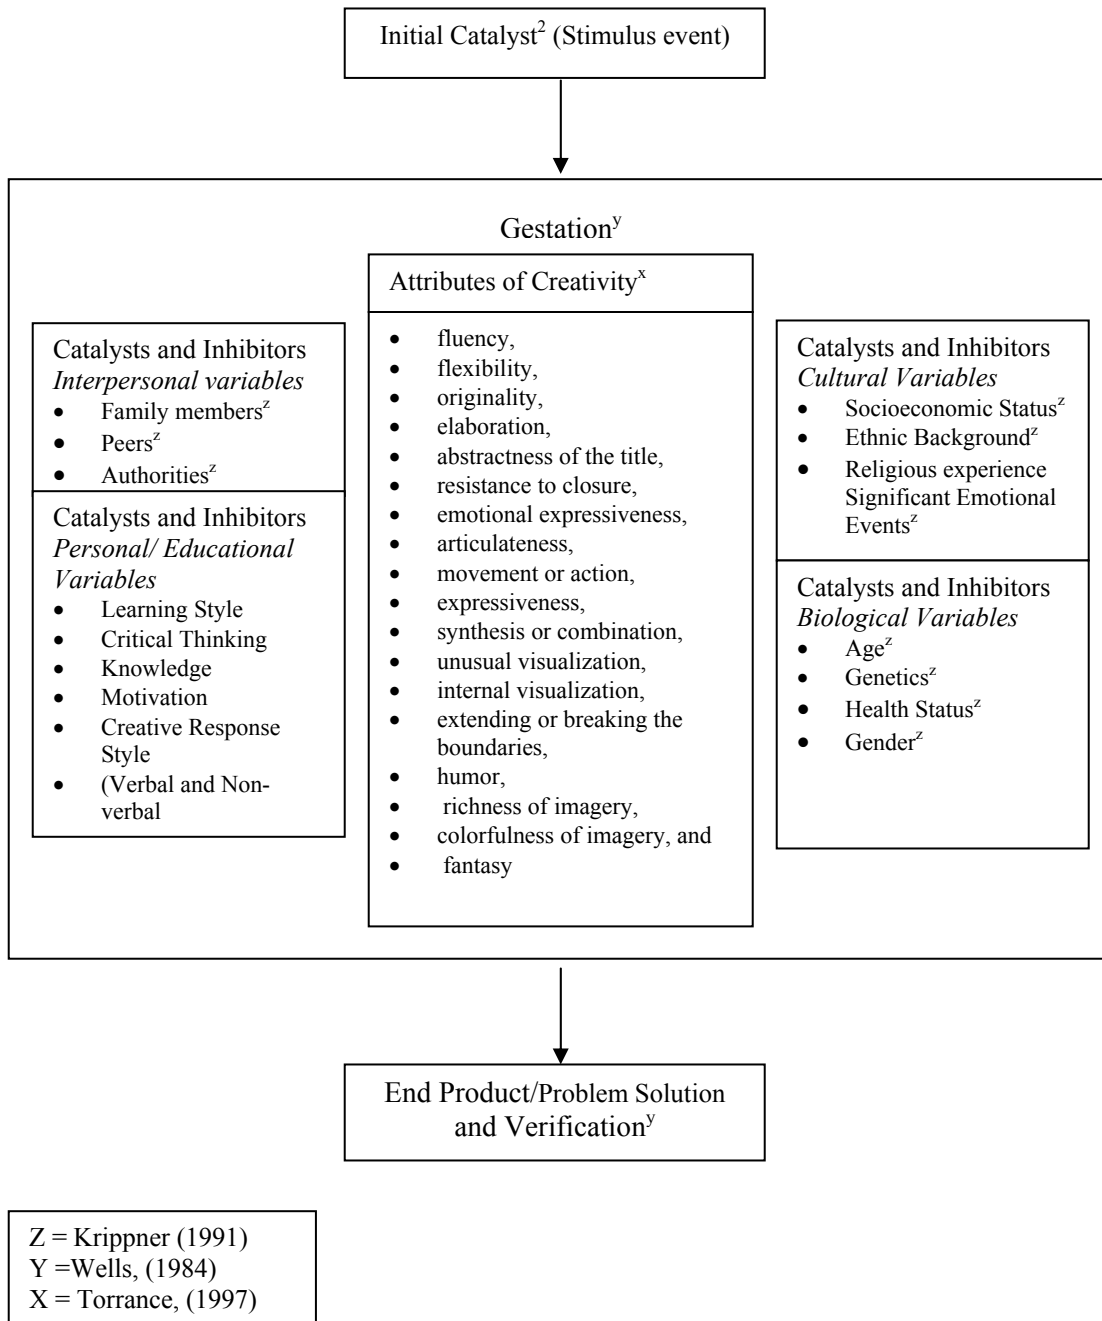 Initial Catalyst² (Stimulus event)
Gestationʸ
Attributes of Creativityˣ
• fluency,
• flexibility,
• originality,
• elaboration,
• abstractness of the title,
• resistance to closure,
• emotional expressiveness,
• articulateness,
• movement or action,
• expressiveness,
• synthesis or combination,
• unusual visualization,
• internal visualization,
• extending or breaking the
boundaries,
• humor,
• richness of imagery,
• colorfulness of imagery, and
• fantasy
Catalysts and Inhibitors
Interpersonal variables
• Family membersᶻ
• Peersᶻ
• Authoritiesᶻ
Catalysts and Inhibitors
Personal/ Educational
Variables
• Learning Style
• Critical Thinking
• Knowledge
• Motivation
• Creative Response
Style
• (Verbal and Non-
verbal
Catalysts and Inhibitors
Cultural Variables
• Socioeconomic Statusᶻ
• Ethnic Backgroundᶻ
• Religious experience
Significant Emotional
Eventsᶻ
Catalysts and Inhibitors
Biological Variables
• Ageᶻ
• Geneticsᶻ
• Health Statusᶻ
• Genderᶻ
End Product/Problem Solution
and Verificationʸ
Z = Krippner (1991)
Y =Wells, (1984)
X = Torrance, (1997)